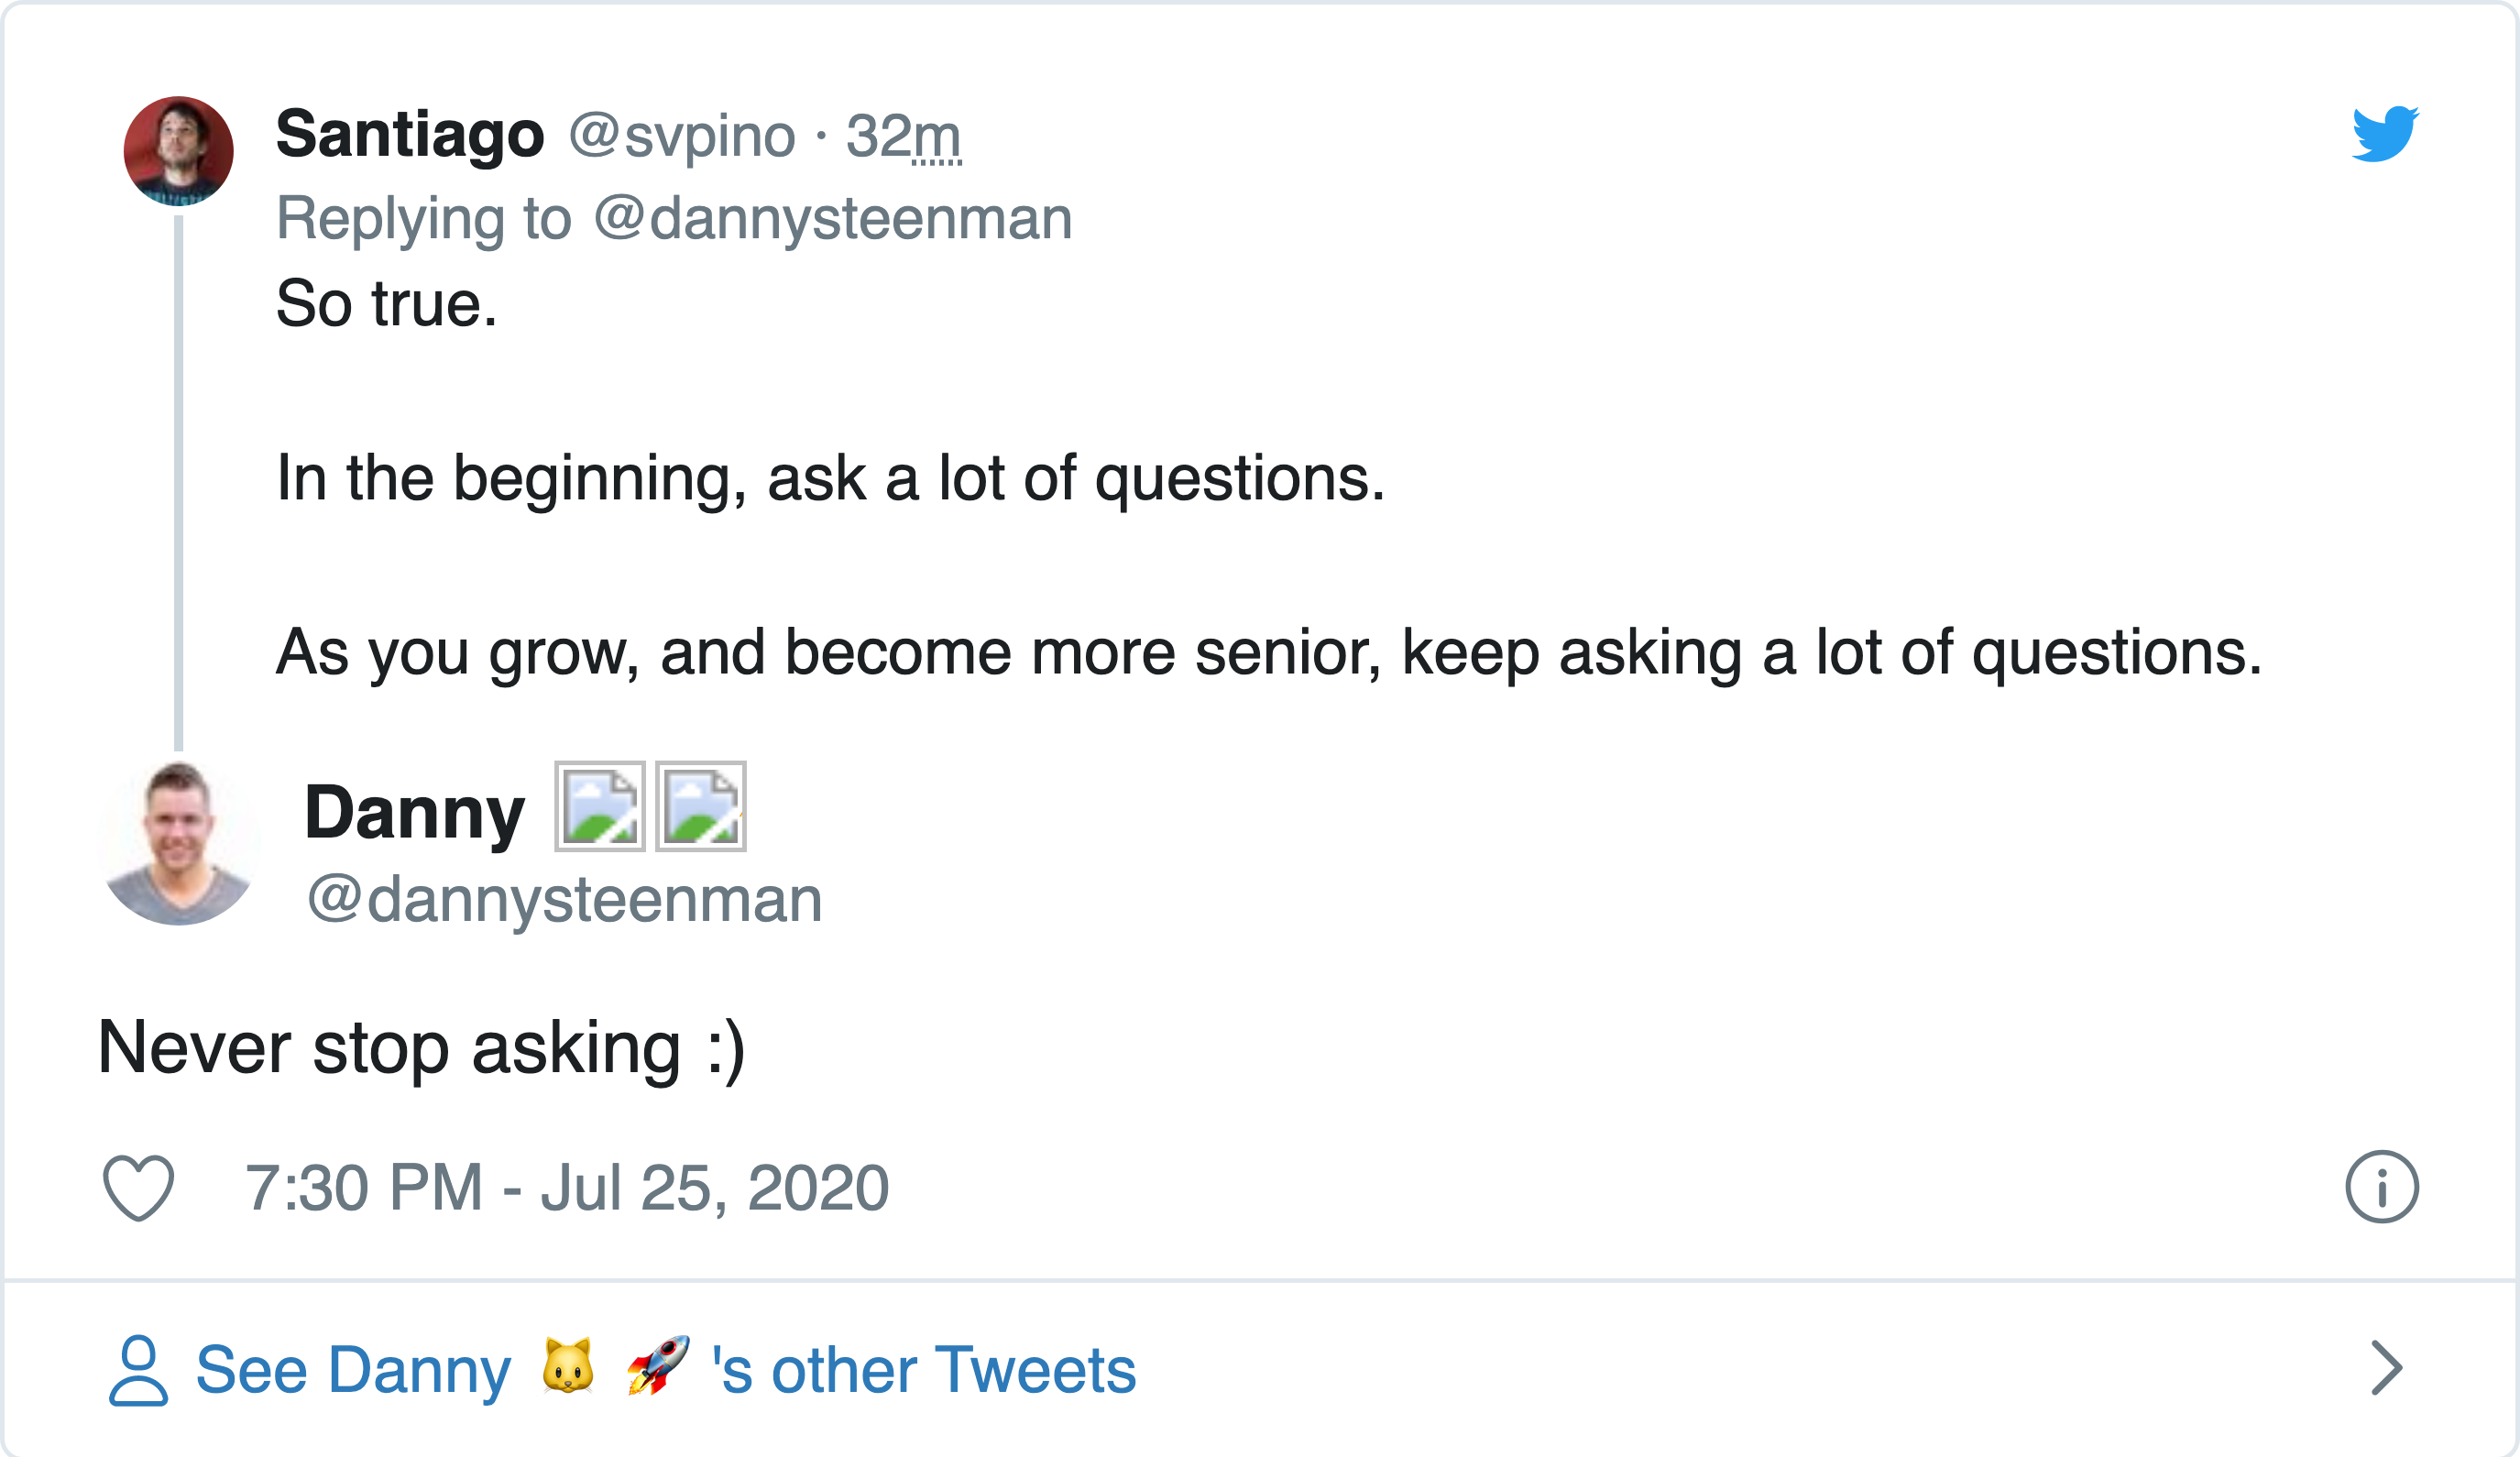 Santiago @svpino · 32m
Replying to @dannysteenman
So true.
In the beginning, ask a lot of questions.
As you grow, and become more senior, keep asking a lot of questions.
Danny
@dannysteenman
Never stop asking :)
7:30 PM - Jul 25, 2020
See Danny 🐱 🚀 's other Tweets